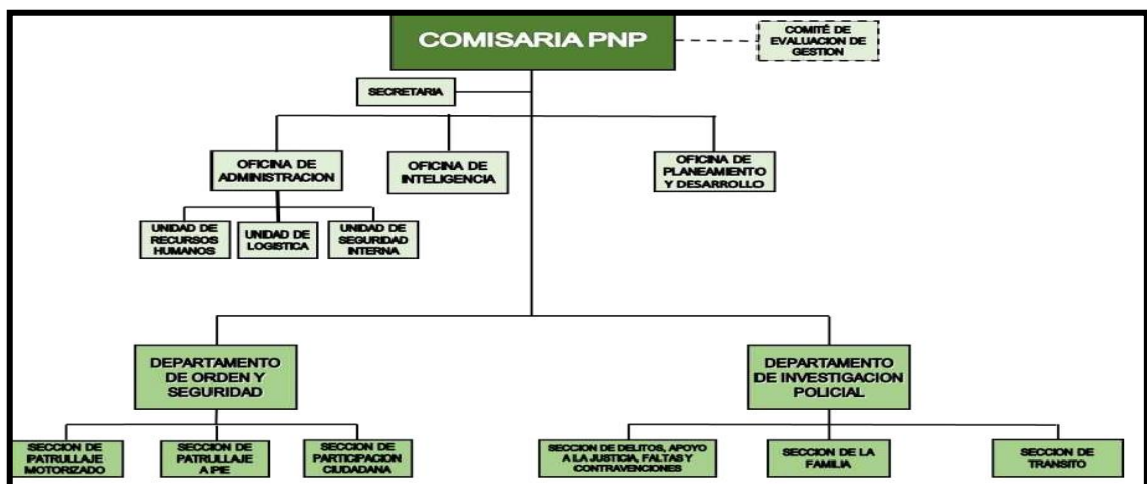 COMISARIA PNP
COMITÉ DE
EVALUACION DE
GESTION
SECRETARIA
OFICINA DE
ADMINISTRACION
OFICINA DE
INTELIGENCIA
OFICINA DE
PLANEAMIENTO
Y DESARROLLO
UNIDAD DE
RECURSOS
HUMANOS
UNIDAD DE
LOGISTICA
UNIDAD DE
SEGURIDAD
INTERNA
DEPARTAMENTO
DE ORDEN Y
SEGURIDAD
DEPARTAMENTO
DE INVESTIGACION
POLICIAL
SECCION DE
PATRULLAJE
MOTORIZADO
SECCION DE
PATRULLAJE
A PIE
SECCION DE
PARTICIPACION
CIUDADANA
SECCION DE DELITOS, APOYO
A LA JUSTICIA, FALTAS Y
CONTRAVENCIONES
SECCION DE LA
FAMILIA
SECCION DE
TRANSITO